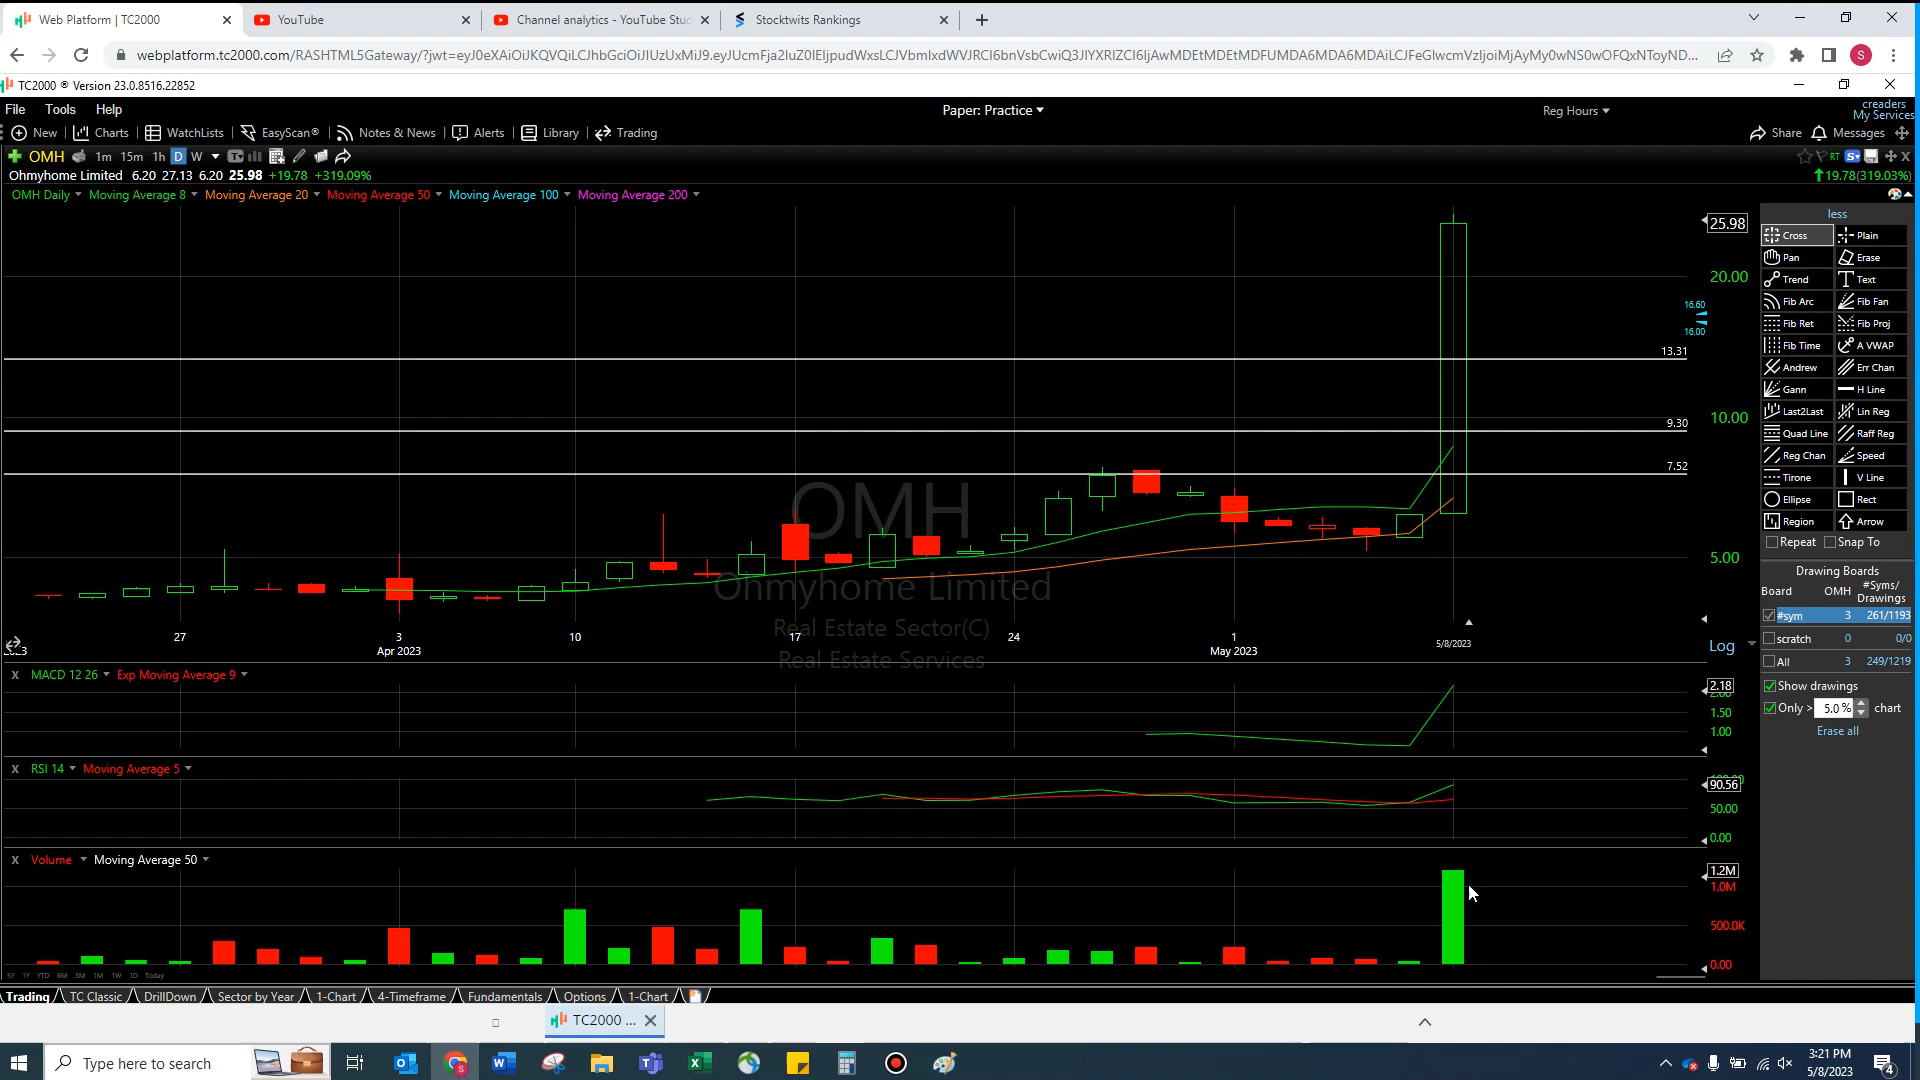 Web Platform | TC2000
YouTube
Channel analytics - YouTube Stud
Stocktwits Rankings
TC2000 ® Version 23.0.8516.22852
File Tools Help
Paper: Practice
Reg Hours
creaders
My Services
New Charts WatchLists EasyScan® Notes & News Alerts Library Trading
Share Messages
OMH 1m 15m 1h D W
RT
Ohmyhome Limited 6.20 27.13 6.20 25.98 +19.78 +319.09%
19.78(319.03%)
OMH Daily Moving Average 8 Moving Average 20 Moving Average 50 Moving Average 100 Moving Average 200
25.98
20.00
16.60
16.00
13.31
10.00
9.30
7.52
5.00
OMH
Ohmyhome Limited
Real Estate Sector(C)
Real Estate Services
27 3 10 17 24 1
Apr 2023 May 2023 5/8/2023
Log
MACD 12 26 Exp Moving Average 9
2.18
1.50
1.00
X RSI 14 Moving Average 5
90.56
50.00
0.00
X Volume Moving Average 50
1.2M
1.0M
500.0K
0.00
5Y 1Y YTD 6M 3M 1M 1W 1D Today
less
Cross Plain
Pan Erase
Trend Text
Fib Arc Fib Fan
Fib Ret Fib Proj
Fib Time A VWAP
Andrew Err Chan
Gann H Line
Last2Last Lin Reg
Quad Line Raff Reg
Reg Chan Speed
Tirone V Line
Ellipse Rect
Region Arrow
Repeat Snap To
Drawing Boards
Board OMH #Syms/
Drawings
#sym 3 261/1193
scratch 0 0/0
All 3 249/1219
Show drawings
Only > 5.0 % chart
Erase all
Trading TC Classic DrillDown Sector by Year 1-Chart 4-Timeframe Fundamentals Options 1-Chart
TC2000 ...
Type here to search
3:21 PM
5/8/2023
4